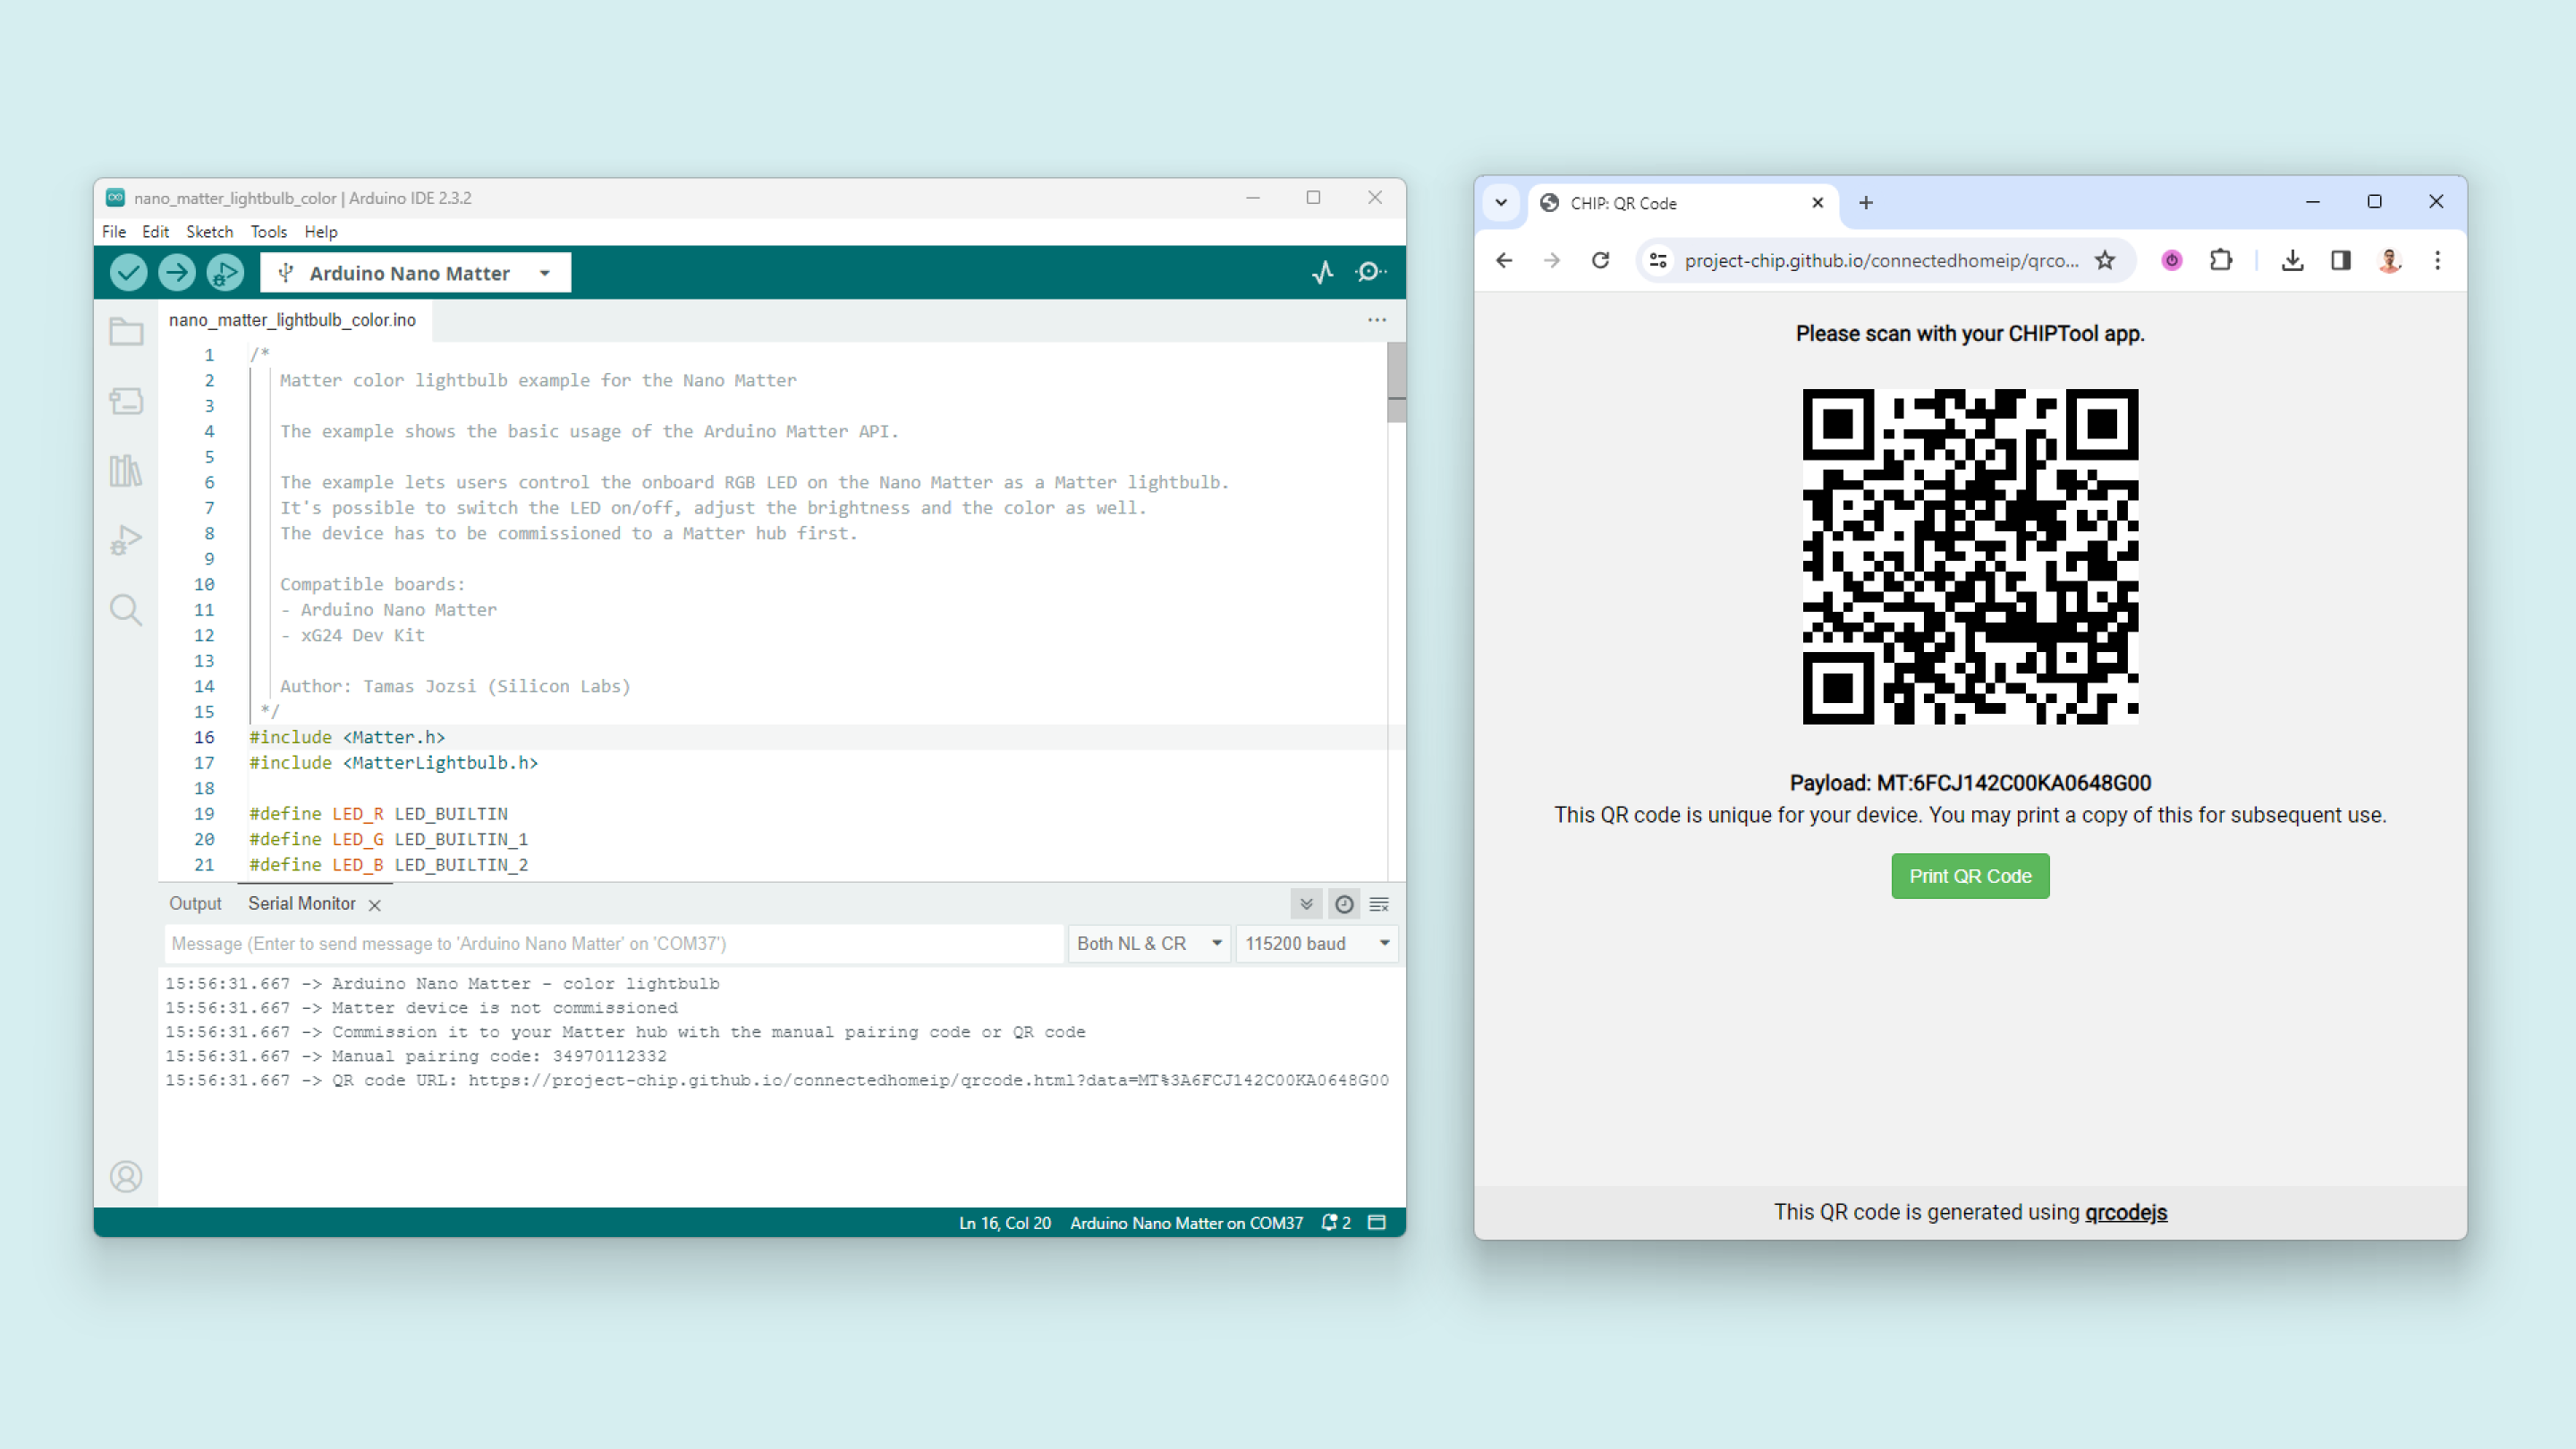 nano_matter_lightbulb_color | Arduino IDE 2.3.2
File Edit Sketch Tools Help
Arduino Nano Matter
nano_matter_lightbulb_color.ino
1 /*
2 Matter color lightbulb example for the Nano Matter
3
4 The example shows the basic usage of the Arduino Matter API.
5
6 The example lets users control the onboard RGB LED on the Nano Matter as a Matter lightbulb.
7 It's possible to switch the LED on/off, adjust the brightness and the color as well.
8 The device has to be commissioned to a Matter hub first.
9
10 Compatible boards:
11 - Arduino Nano Matter
12 - xG24 Dev Kit
13
14 Author: Tamas Jozsi (Silicon Labs)
15 */
16 #include <Matter.h>
17 #include <MatterLightbulb.h>
18
19 #define LED_R LED_BUILTIN
20 #define LED_G LED_BUILTIN_1
21 #define LED_B LED_BUILTIN_2
Output Serial Monitor
Message (Enter to send message to 'Arduino Nano Matter' on 'COM37') Both NL & CR 115200 baud
15:56:31.667 -> Arduino Nano Matter - color lightbulb
15:56:31.667 -> Matter device is not commissioned
15:56:31.667 -> Commission it to your Matter hub with the manual pairing code or QR code
15:56:31.667 -> Manual pairing code: 34970112332
15:56:31.667 -> QR code URL: https://project-chip.github.io/connectedhomeip/qrcode.html?data=MT%3A6FCJ142C00KA0648G00
Ln 16, Col 20 Arduino Nano Matter on COM37 2
CHIP: QR Code
project-chip.github.io/connectedhomeip/qrco...
Please scan with your CHIPTool app.
Payload: MT:6FCJ142C00KA0648G00
This QR code is unique for your device. You may print a copy of this for subsequent use.
Print QR Code
This QR code is generated using qrcodejs